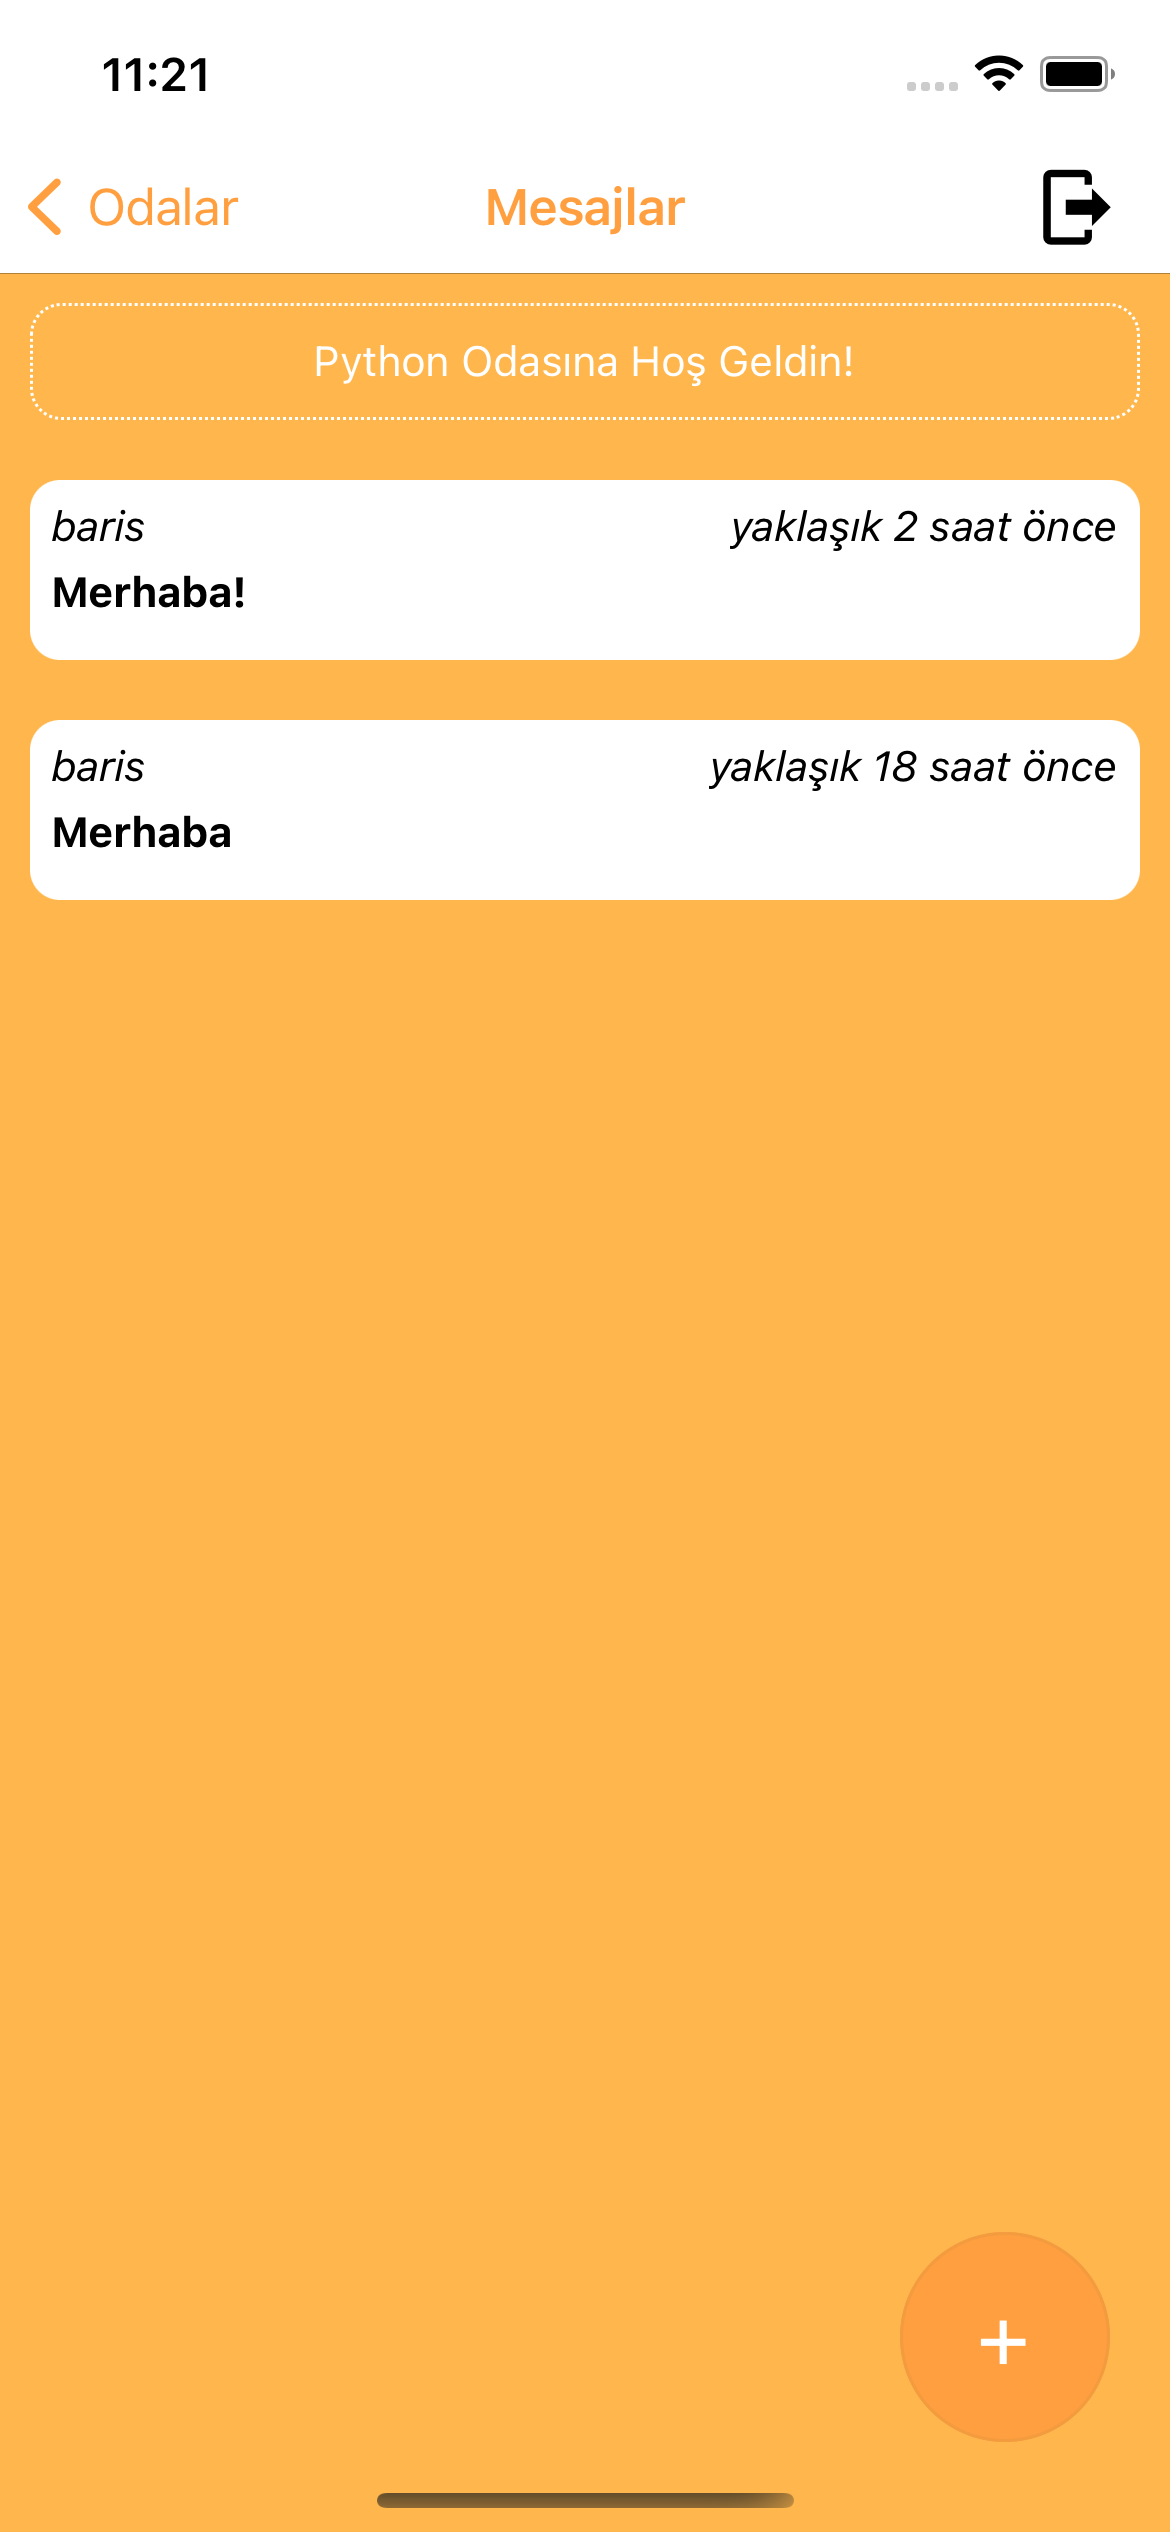 11:21
Odalar
Mesajlar
Python Odasına Hoş Geldin!
baris
yaklaşık 2 saat önce
Merhaba!
baris
yaklaşık 18 saat önce
Merhaba
+